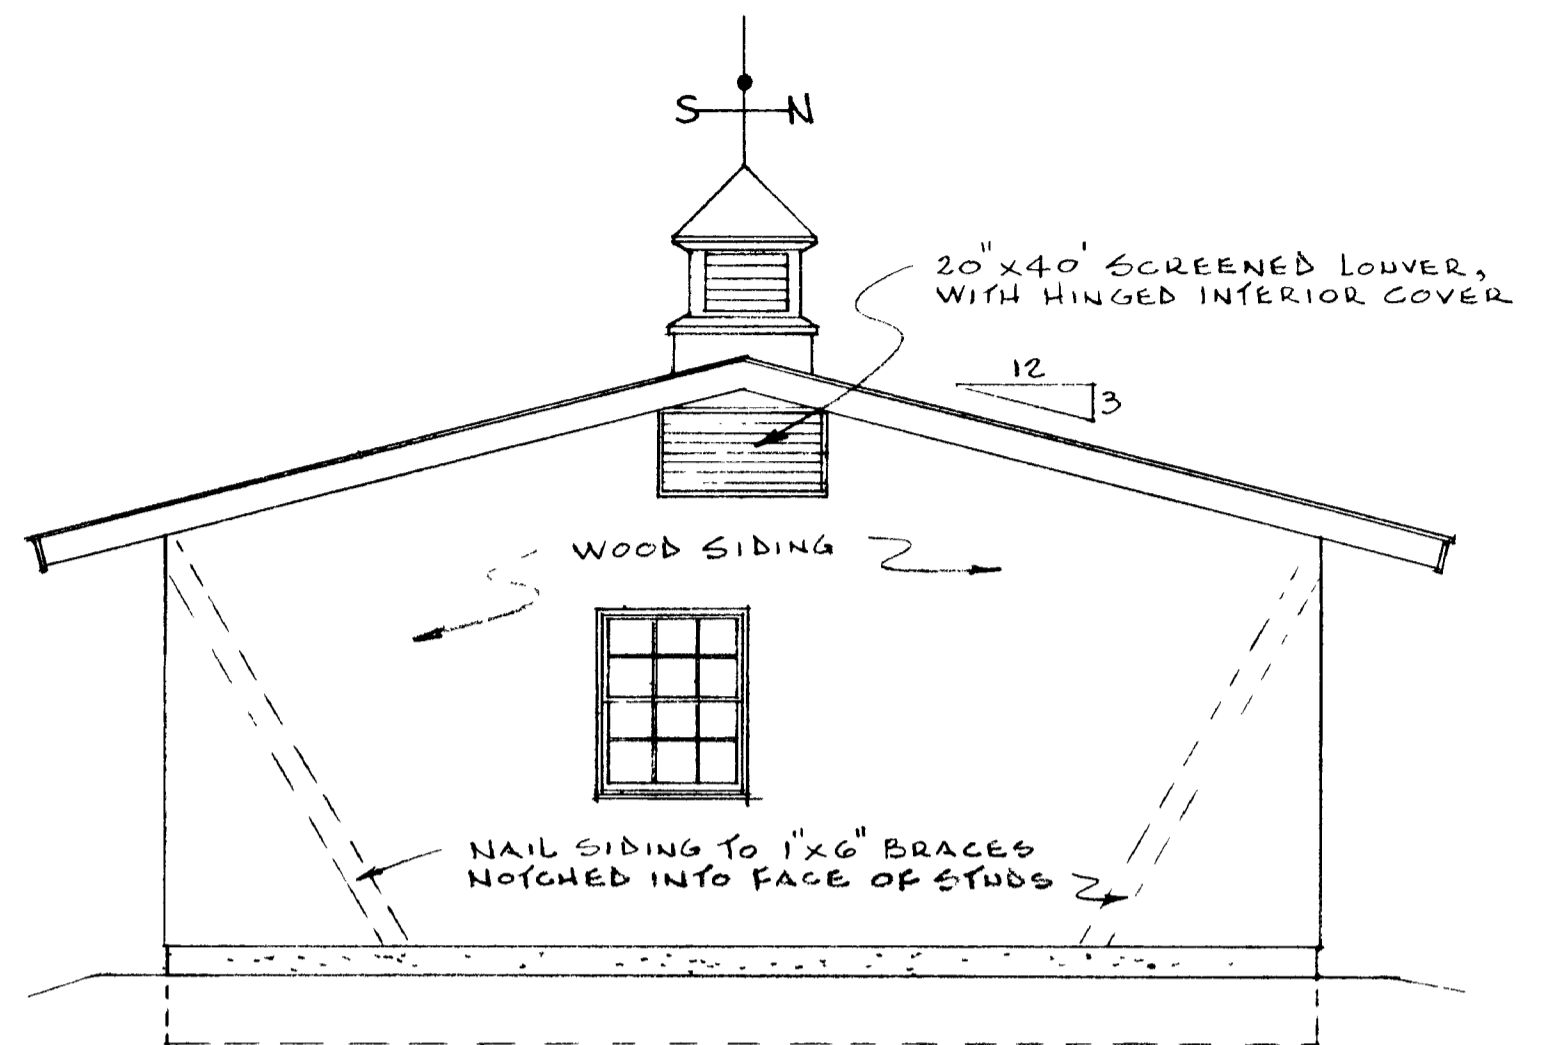 S N
20"x40' SCREENED LOUVER,
WITH HINGED INTERIOR COVER
12
3
WOOD SIDING
NAIL SIDING TO 1"x6" BRACES
NOTCHED INTO FACE OF STUDS